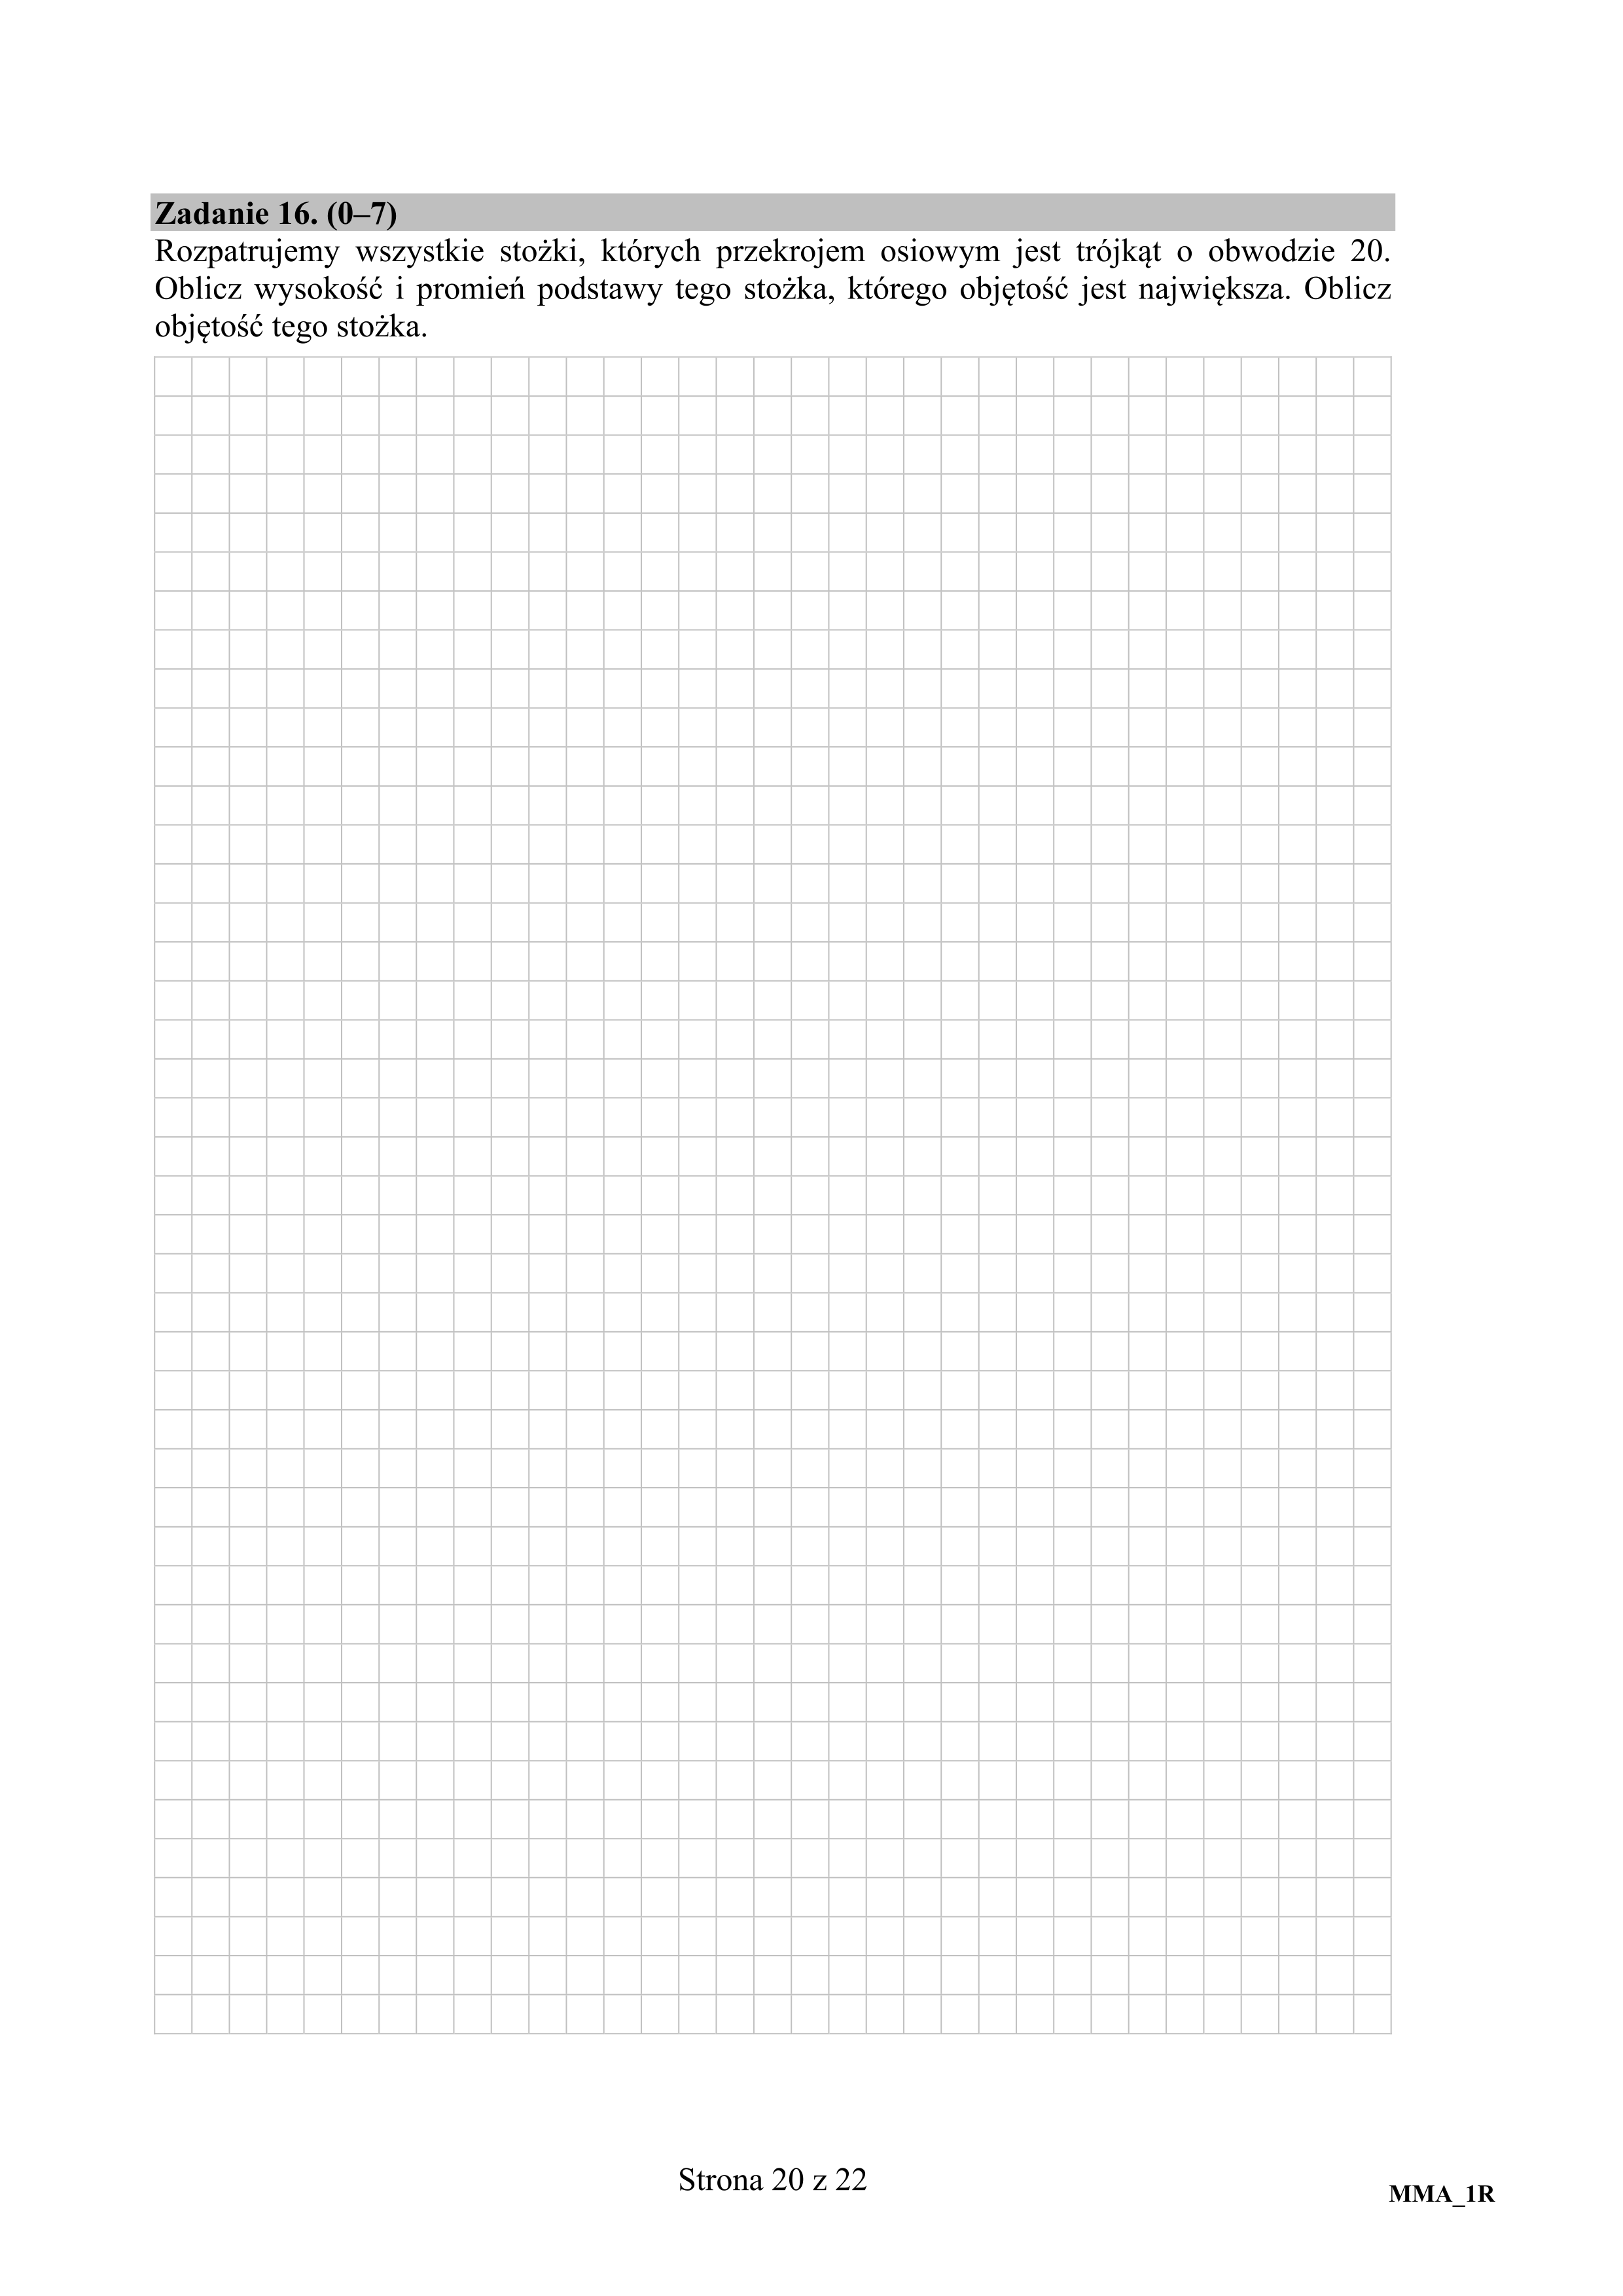 Zadanie 16. (0–7)
Rozpatrujemy wszystkie stożki, których przekrojem osiowym jest trójkąt o obwodzie 20.
Oblicz wysokość i promień podstawy tego stożka, którego objętość jest największa. Oblicz
objętość tego stożka.
Strona 20 z 22
MMA_1R